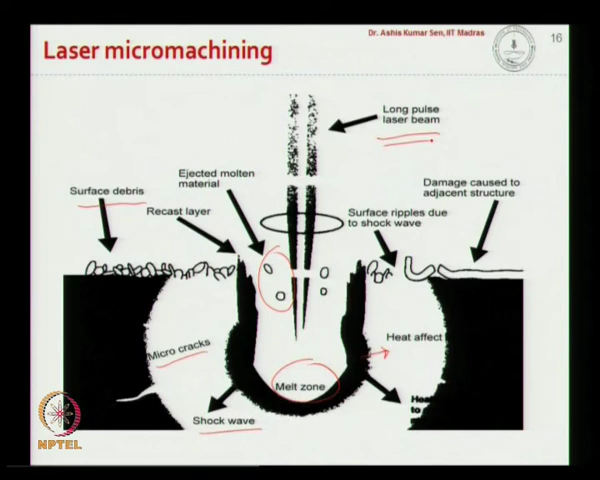 Dr. Ashis Kumar Sen, IIT Madras
16
Laser micromachining
Long pulse
laser beam
Ejected molten
material
Damage caused to
adjacent structure
Surface debris
Recast layer
Surface ripples due
to shock wave
Micro cracks
Heat affect
Melt zone
Shock wave
NPTEL